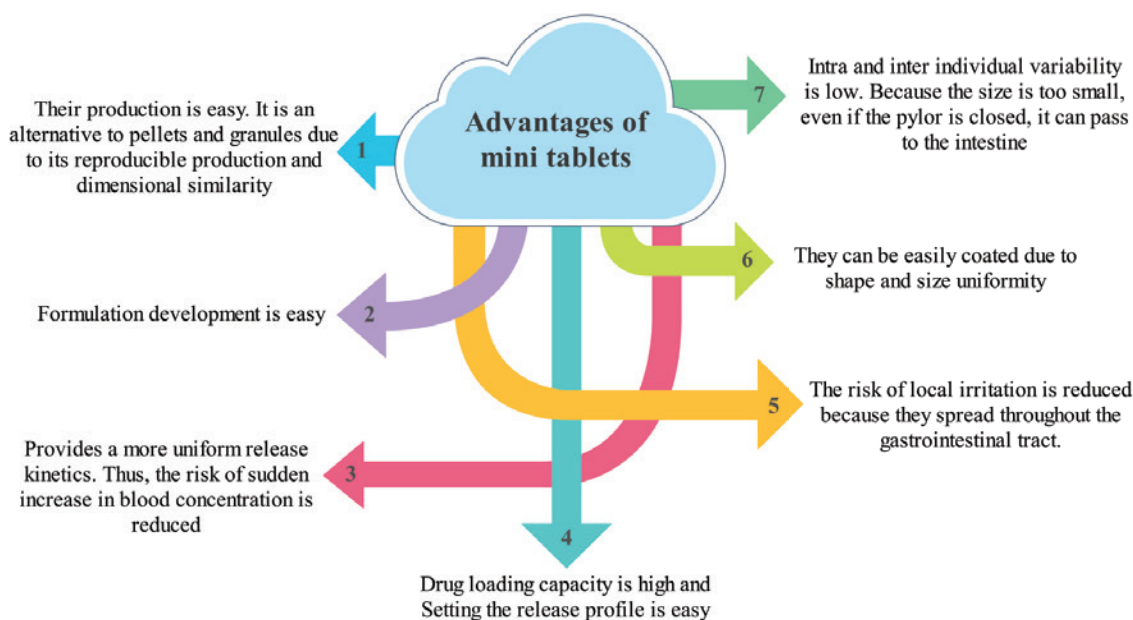 Advantages of
mini tablets
1
Their production is easy. It is an
alternative to pellets and granules due
to its reproducible production and
dimensional similarity
2
Formulation development is easy
3
Provides a more uniform release
kinetics. Thus, the risk of sudden
increase in blood concentration is
reduced
4
Drug loading capacity is high and
Setting the release profile is easy
5
The risk of local irritation is reduced
because they spread throughout the
gastrointestinal tract.
6
They can be easily coated due to
shape and size uniformity
7
Intra and inter individual variability
is low. Because the size is too small,
even if the pylor is closed, it can pass
to the intestine